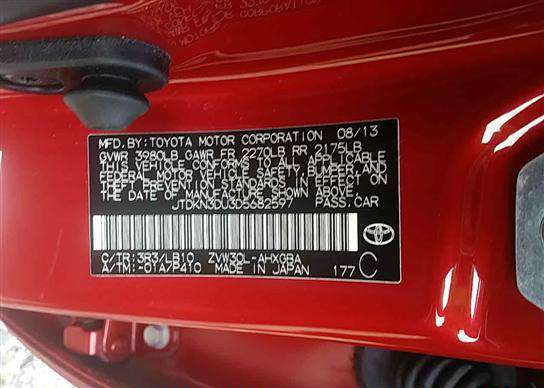 MFD. BY: TOYOTA MOTOR CORPORATION 08/13
GVWR 3980LB GAWR FR 2270LB RR 2175LB
THIS VEHICLE CONFORMS TO ALL APPLICABLE
FEDERAL MOTOR VEHICLE SAFETY, BUMPER, AND
THEFT PREVENTION STANDARDS IN EFFECT ON
THE DATE OF MANUFACTURE SHOWN ABOVE.
JTDKN3DU3D5682597 PASS.CAR
C/TR:3R3/LB10 ZVW30L-AHXGBA
A/TM:-01A/P410 MADE IN JAPAN 177 C